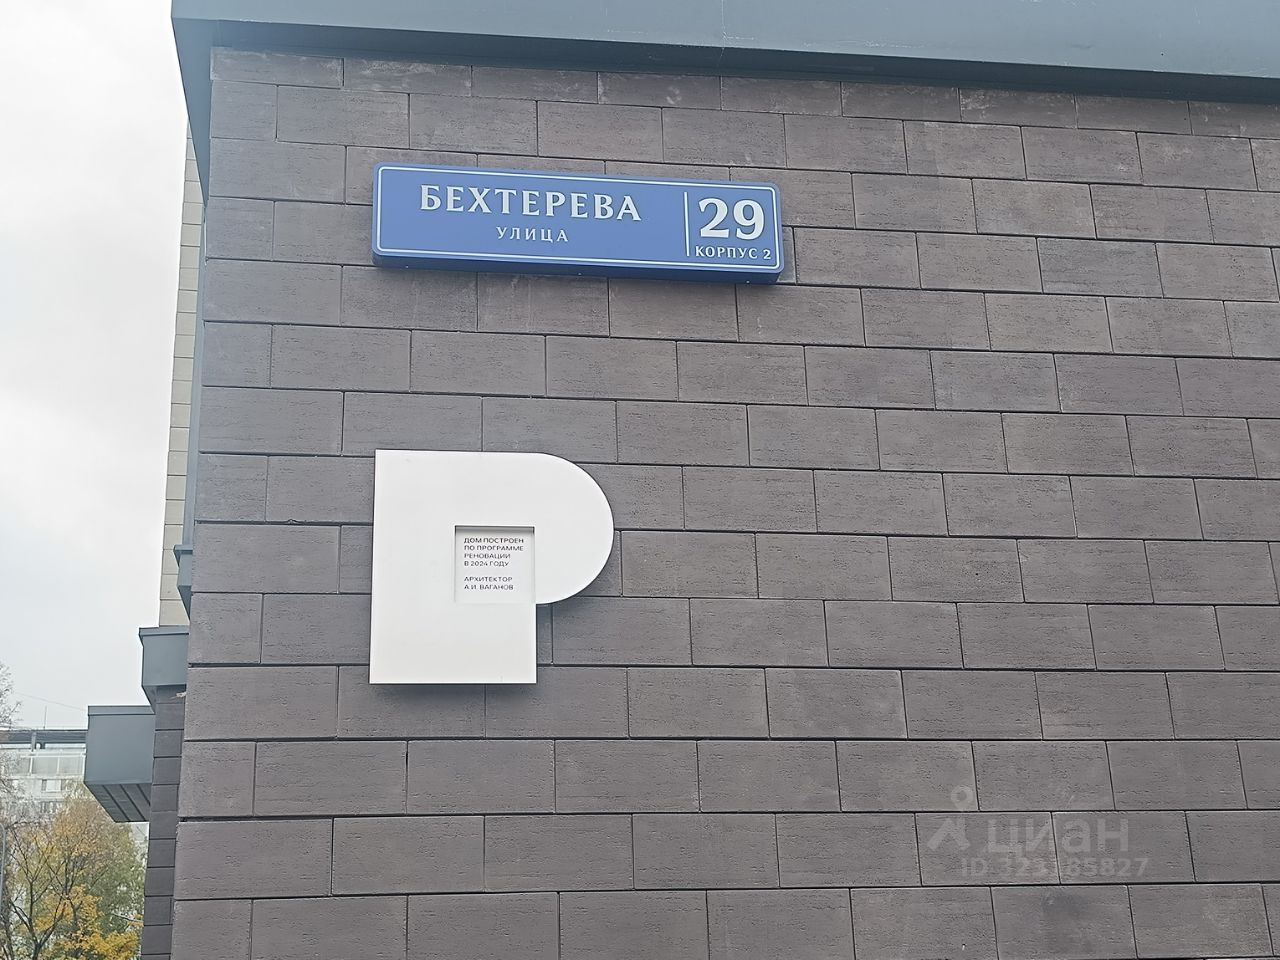 БЕХТЕРЕВА
УЛИЦА
29
КОРПУС 2
ДОМ ПОСТРОЕН
ПО ПРОГРАММЕ
РЕНОВАЦИИ
В 2024 ГОДУ
АРХИТЕКТОР
А.И. ВАГАНОВ
циан